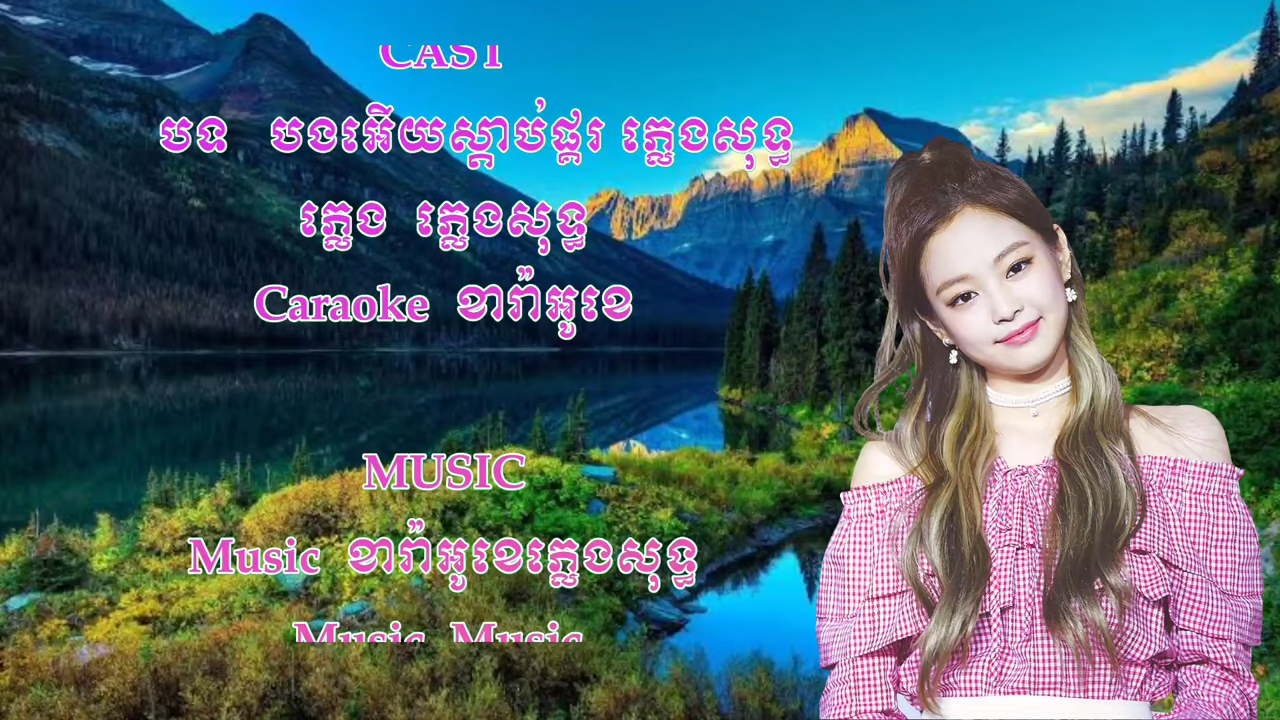 CAST
បទ បងអើយស្តាប់ផ្គរ ភ្លេងសុទ្ធ
ភ្លេង ភ្លេងសុទ្ធ
Caraoke ខារ៉ាអូខេ
MUSIC
Music ខារ៉ាអូខេភ្លេងសុទ្ធ
Music Music